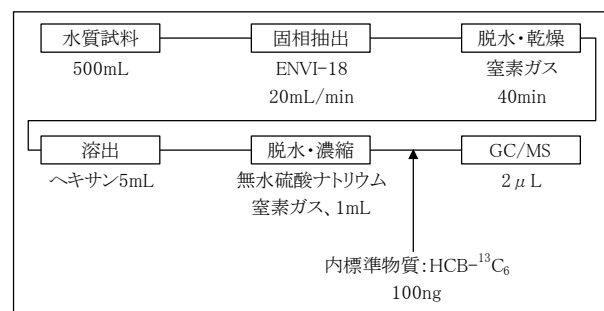 水質試料 固相抽出 脱水・乾燥
500mL ENVI-18 窒素ガス
20mL/min 40min
溶出 脱水・濃縮 GC/MS
ヘキサン5mL 無水硫酸ナトリウム 2μL
窒素ガス、1mL
内標準物質:HCB-¹³C₆
100ng